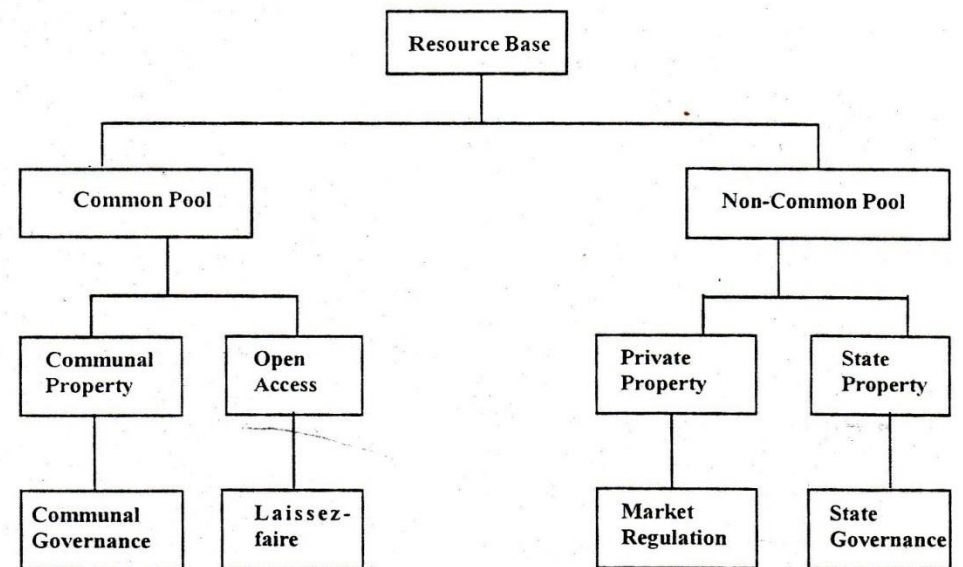 Resource Base
Common Pool
Non-Common Pool
Communal
Property
Open
Access
Private
Property
State
Property
Communal
Governance
Laissez-
faire
Market
Regulation
State
Governance